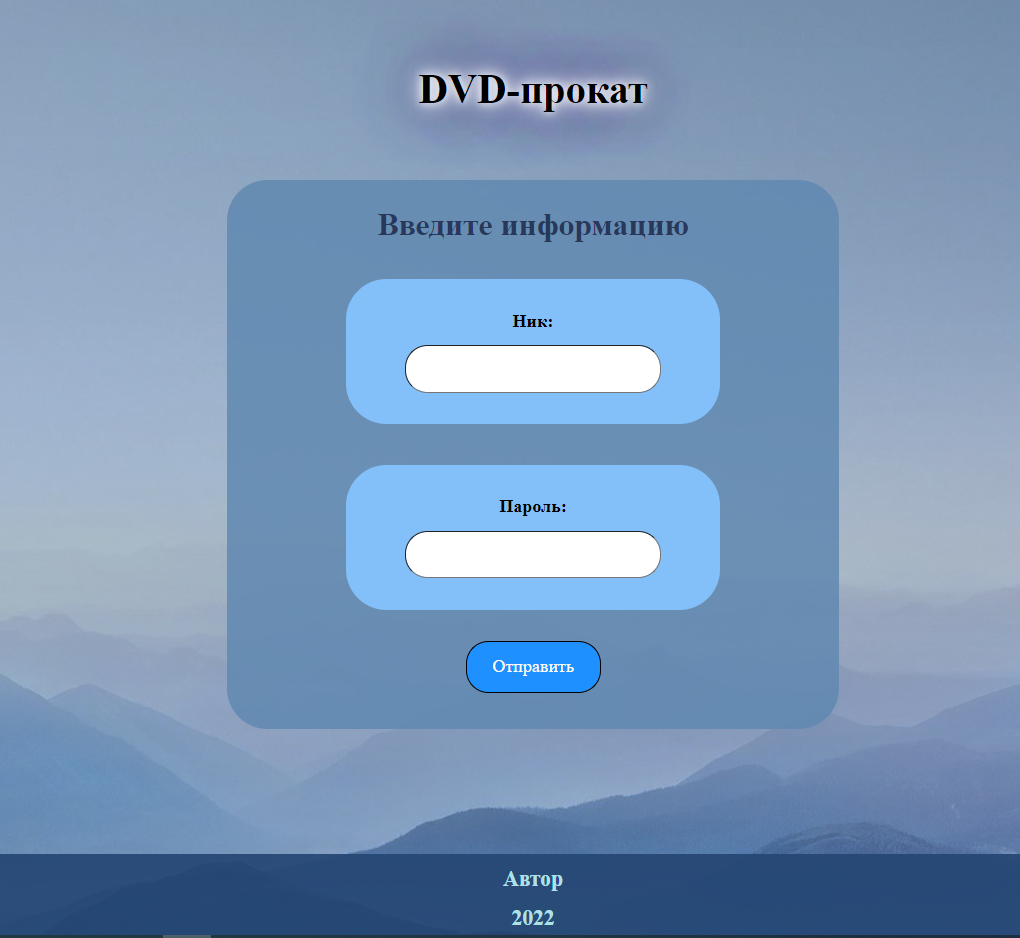 DVD-прокат
Введите информацию
Ник:
Пароль:
Отправить
Автор
2022